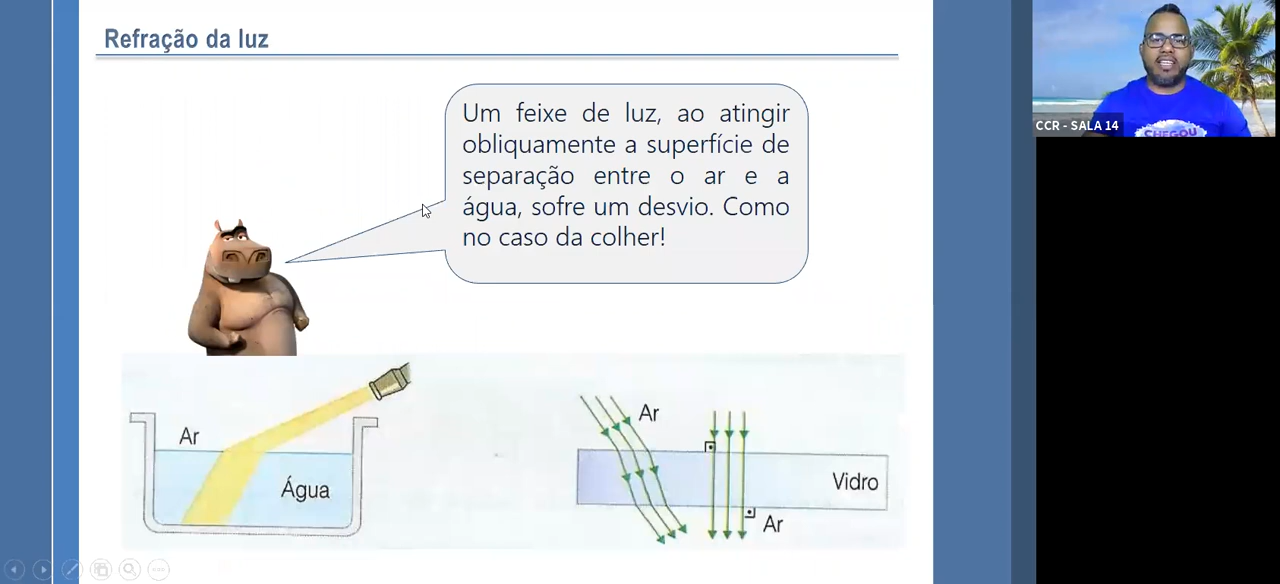 Refração da luz
Um feixe de luz, ao atingir
obliquamente a superfície de
separação entre o ar e a
água, sofre um desvio. Como
no caso da colher!
CHEGOU
CCR - SALA 14
Ar
Água
Ar
Vidro
Ar